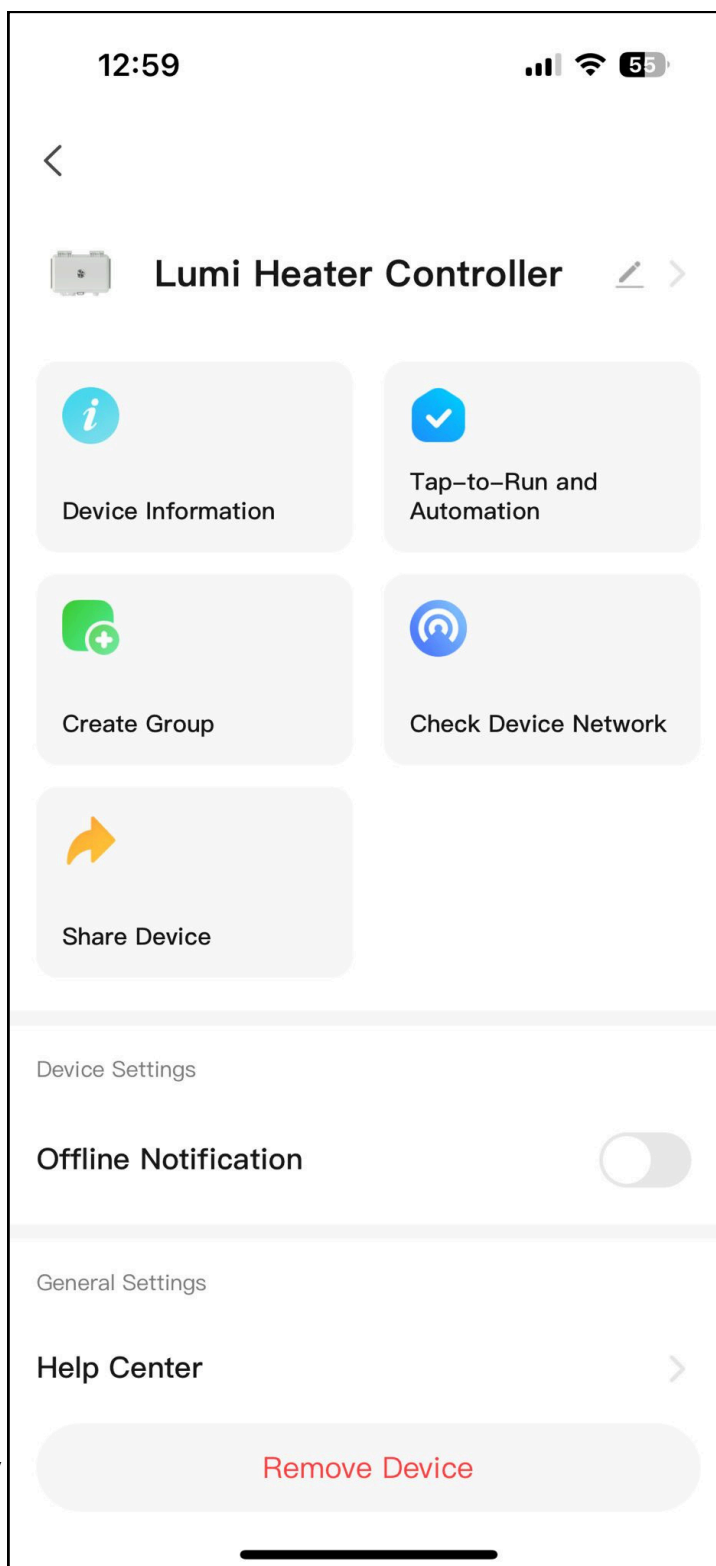 12:59
55
Lumi Heater Controller
Device Information
Tap-to-Run and
Automation
Create Group
Check Device Network
Share Device
Device Settings
Offline Notification
General Settings
Help Center
Remove Device